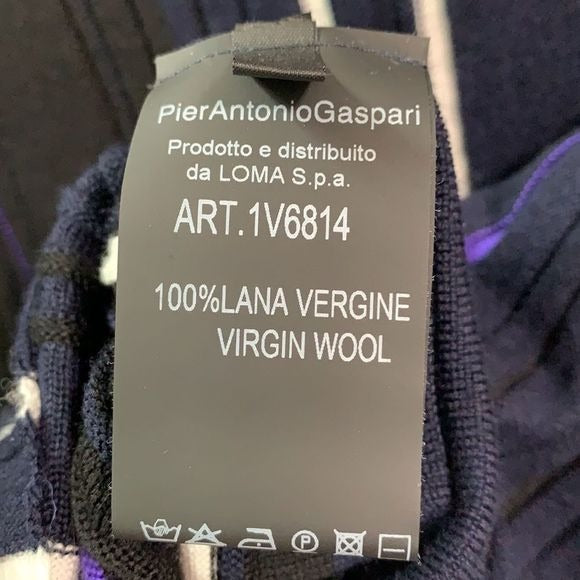 PierAntonioGaspari
Prodotto e distribuito
da LOMA S.p.a.
ART.1V6814
100%LANA VERGINE
VIRGIN WOOL
P